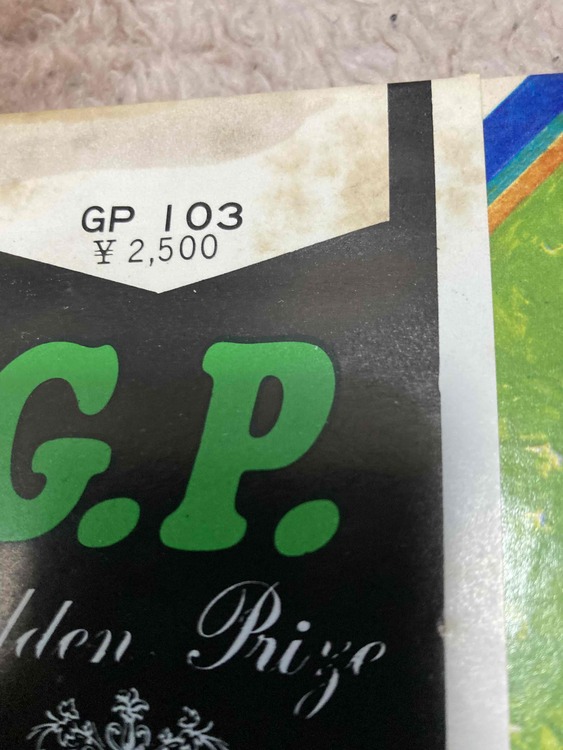 GP 103
¥ 2,500
G.P.
lden Prize